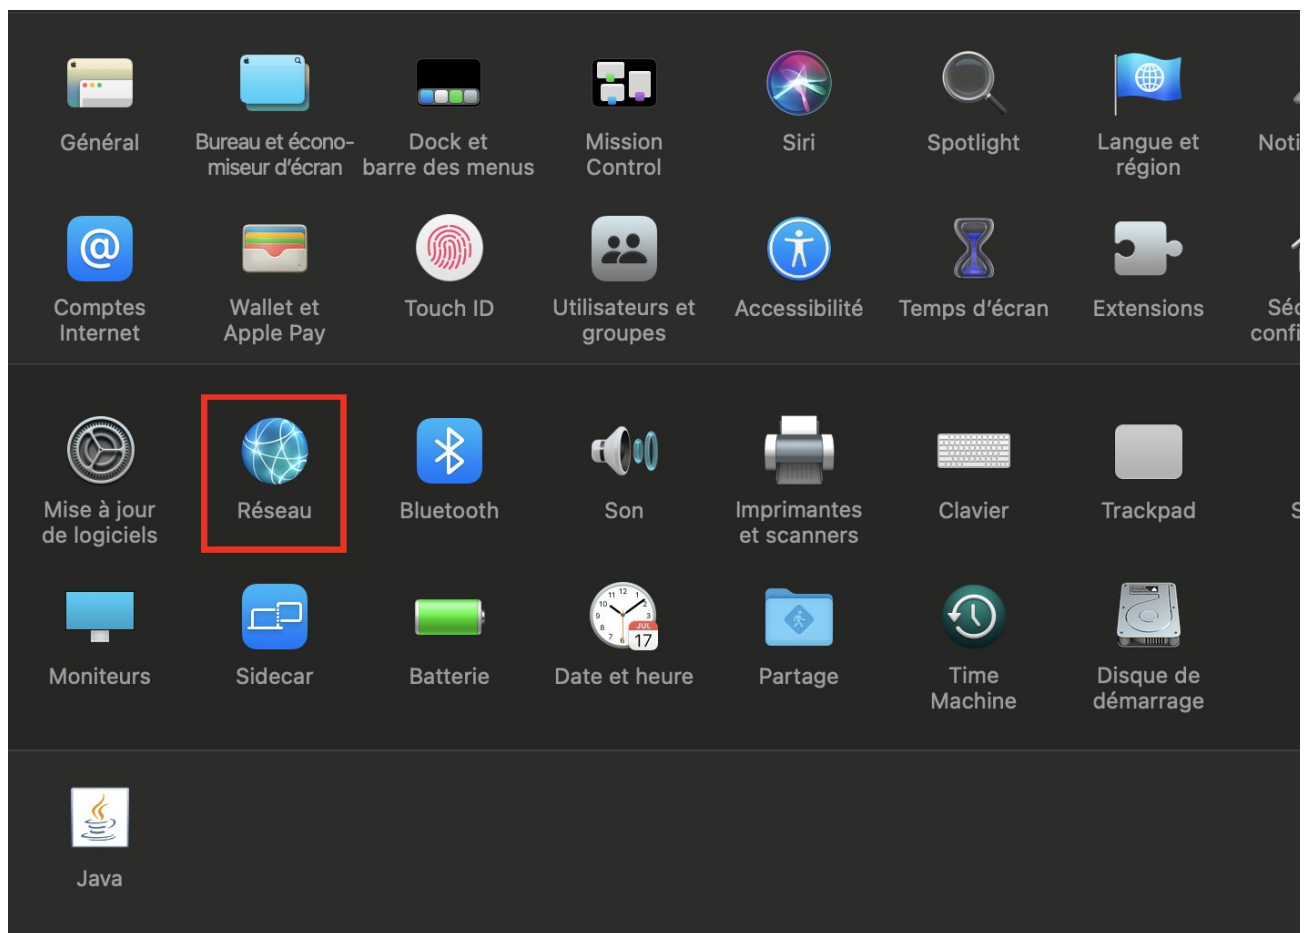 Général
Bureau et écono-
miseur d'écran
Dock et
barre des menus
Mission
Control
Siri
Spotlight
Langue et
région
Comptes
Internet
Wallet et
Apple Pay
Touch ID
Utilisateurs et
groupes
Accessibilité
Temps d'écran
Extensions
Mise à jour
de logiciels
Réseau
Bluetooth
Son
Imprimantes
et scanners
Clavier
Trackpad
Moniteurs
Sidecar
Batterie
JUL
17
Date et heure
Partage
Time
Machine
Disque de
démarrage
Java